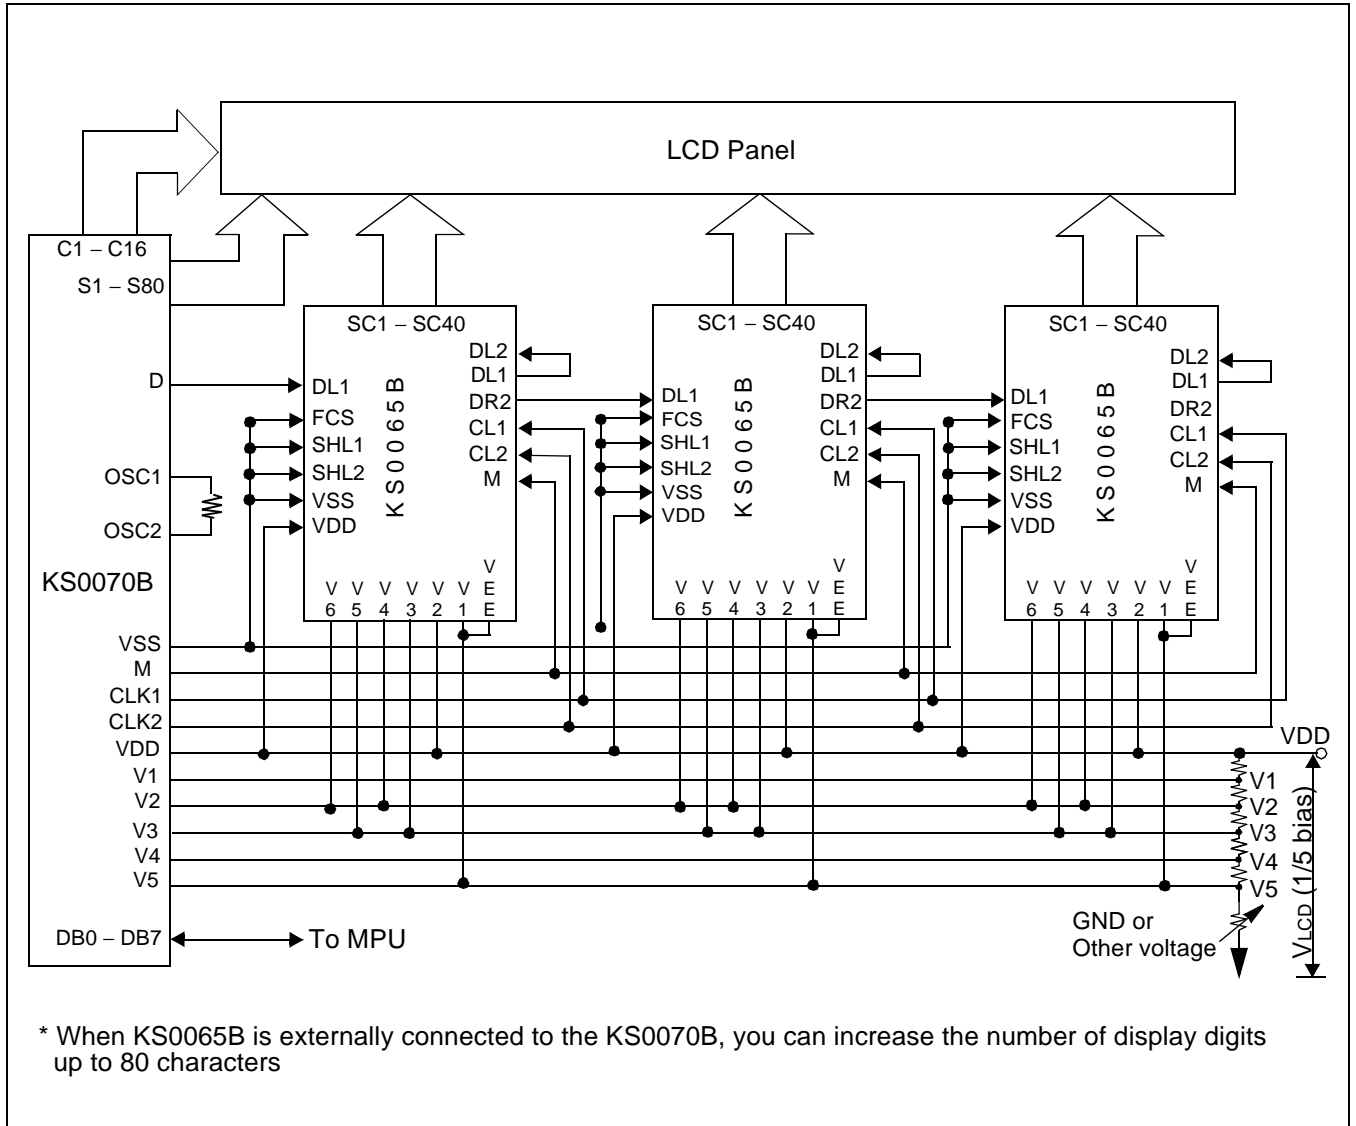 LCD Panel
C1 – C16
S1 – S80
D
OSC1
OSC2
KS0070B
VSS
M
CLK1
CLK2
VDD
V1
V2
V3
V4
V5
DB0 – DB7
To MPU
SC1 – SC40
DL1
FCS
SHL1
SHL2
VSS
VDD
KS0065B
DL2
DL1
DR2
CL1
CL2
M
V6 V5 V4 V3 V2 V1 VEE
SC1 – SC40
DL1
FCS
SHL1
SHL2
VSS
VDD
KS0065B
DL2
DL1
DR2
CL1
CL2
M
V6 V5 V4 V3 V2 V1 VEE
SC1 – SC40
DL1
FCS
SHL1
SHL2
VSS
VDD
KS0065B
DL2
DL1
DR2
CL1
CL2
M
V6 V5 V4 V3 V2 V1 VEE
VDD
V1
V2
V3
V4
V5
VLCD (1/5 bias)
GND or
Other voltage
* When KS0065B is externally connected to the KS0070B, you can increase the number of display digits
up to 80 characters